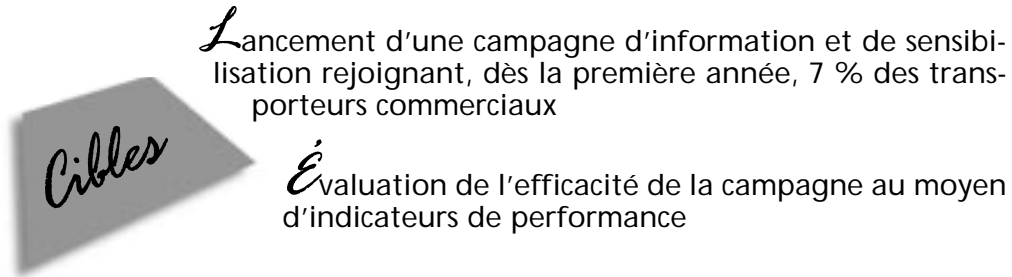 Lancement d'une campagne d'information et de sensibi-
lisation rejoignant, dès la première année, 7 % des trans-
porteurs commerciaux
Cibles
Évaluation de l'efficacité de la campagne au moyen
d'indicateurs de performance